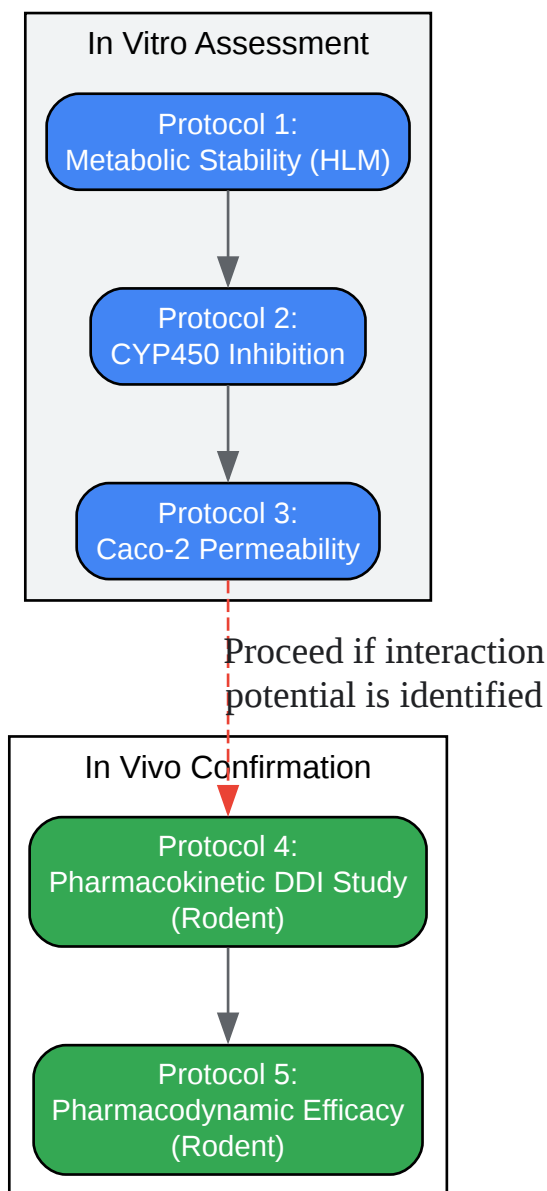 In Vitro Assessment
Protocol 1:
Metabolic Stability (HLM)
Protocol 2:
CYP450 Inhibition
Protocol 3:
Caco-2 Permeability
Proceed if interaction
potential is identified
In Vivo Confirmation
Protocol 4:
Pharmacokinetic DDI Study
(Rodent)
Protocol 5:
Pharmacodynamic Efficacy
(Rodent)